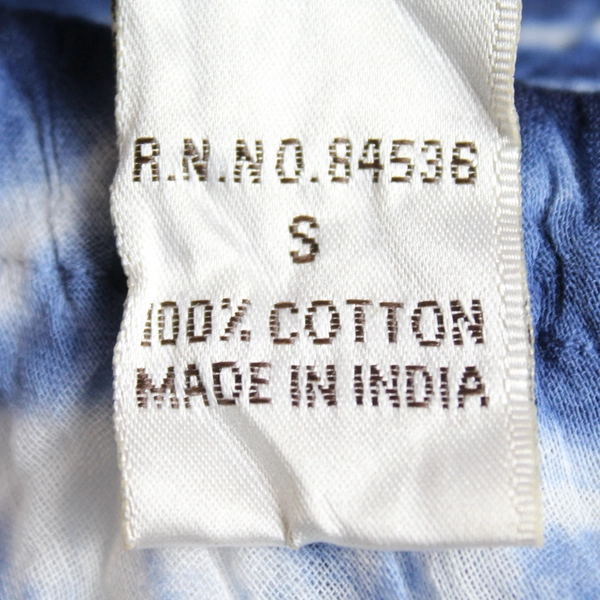 R.N.NO.84536
S
100% COTTON
MADE IN INDIA